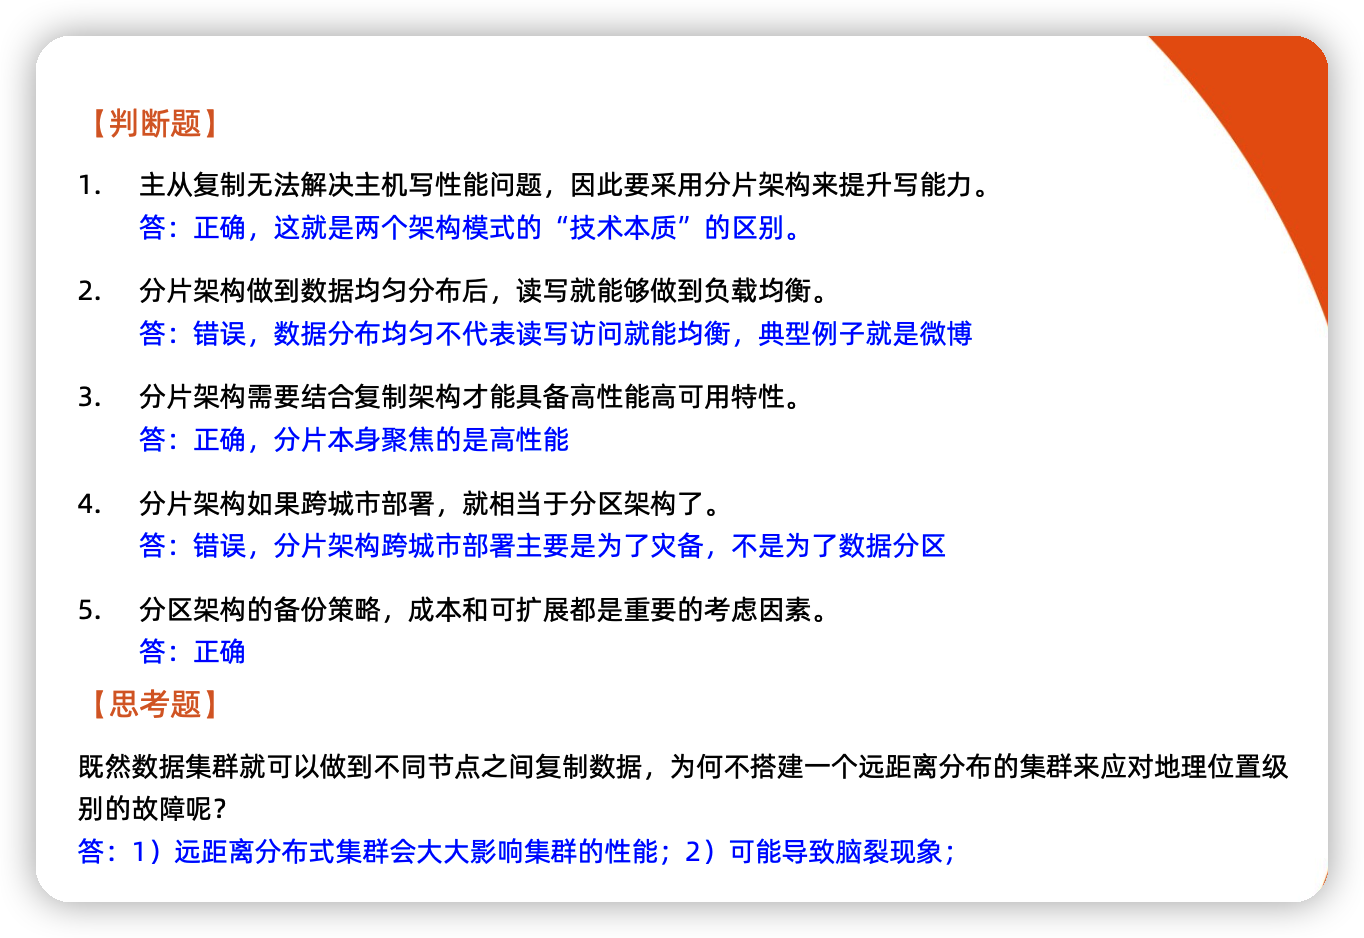 【判断题】
1. 主从复制无法解决主机写性能问题，因此要采用分片架构来提升写能力。
答：正确，这就是两个架构模式的“技术本质”的区别。
2. 分片架构做到数据均匀分布后，读写就能够做到负载均衡。
答：错误，数据分布均匀不代表读写访问就能均衡，典型例子就是微博
3. 分片架构需要结合复制架构才能具备高性能高可用特性。
答：正确，分片本身聚焦的是高性能
4. 分片架构如果跨城市部署，就相当于分区架构了。
答：错误，分片架构跨城市部署主要是为了灾备，不是为了数据分区
5. 分区架构的备份策略，成本和可扩展都是重要的考虑因素。
答：正确
【思考题】
既然数据集群就可以做到不同节点之间复制数据，为何不搭建一个远距离分布的集群来应对地理位置级
别的故障呢？
答：1）远距离分布式集群会大大影响集群的性能；2）可能导致脑裂现象；